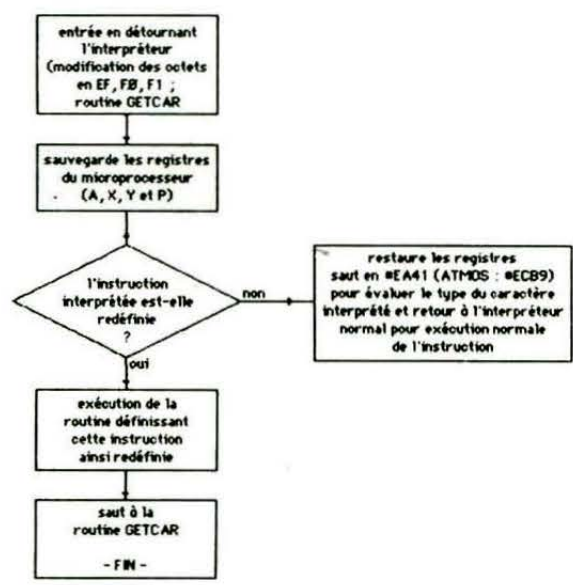 entrée en détournant
l'interpréteur
(modification des octets
en EF, FØ, F1 ;
routine GETCAR
sauvegarde les registres
du microprocesseur
(A, X, Y et P)
l'instruction
interprétée est-elle
redéfinie
?
non
restaure les registres
saut en #EA41 (ATMOS : #ECB9)
pour évaluer le type du caractère
interprété et retour à l'interpréteur
normal pour exécution normale
de l'instruction
oui
exécution de la
routine définissant
cette instruction
ainsi redéfinie
saut à la
routine GETCAR
- FIN -